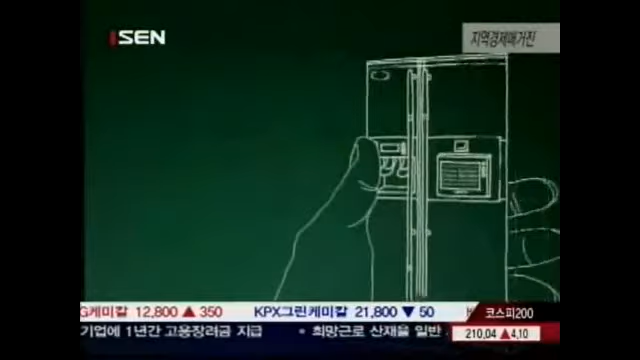 SEN
지역경제매거진
G케미칼 12,800 ▲ 350 KPX그린케미칼 21,800 ▼ 50
코스피200
기업에 1년간 고용장려금 지급 • 희망근로 산재율 일반
210.04 ▲4.10